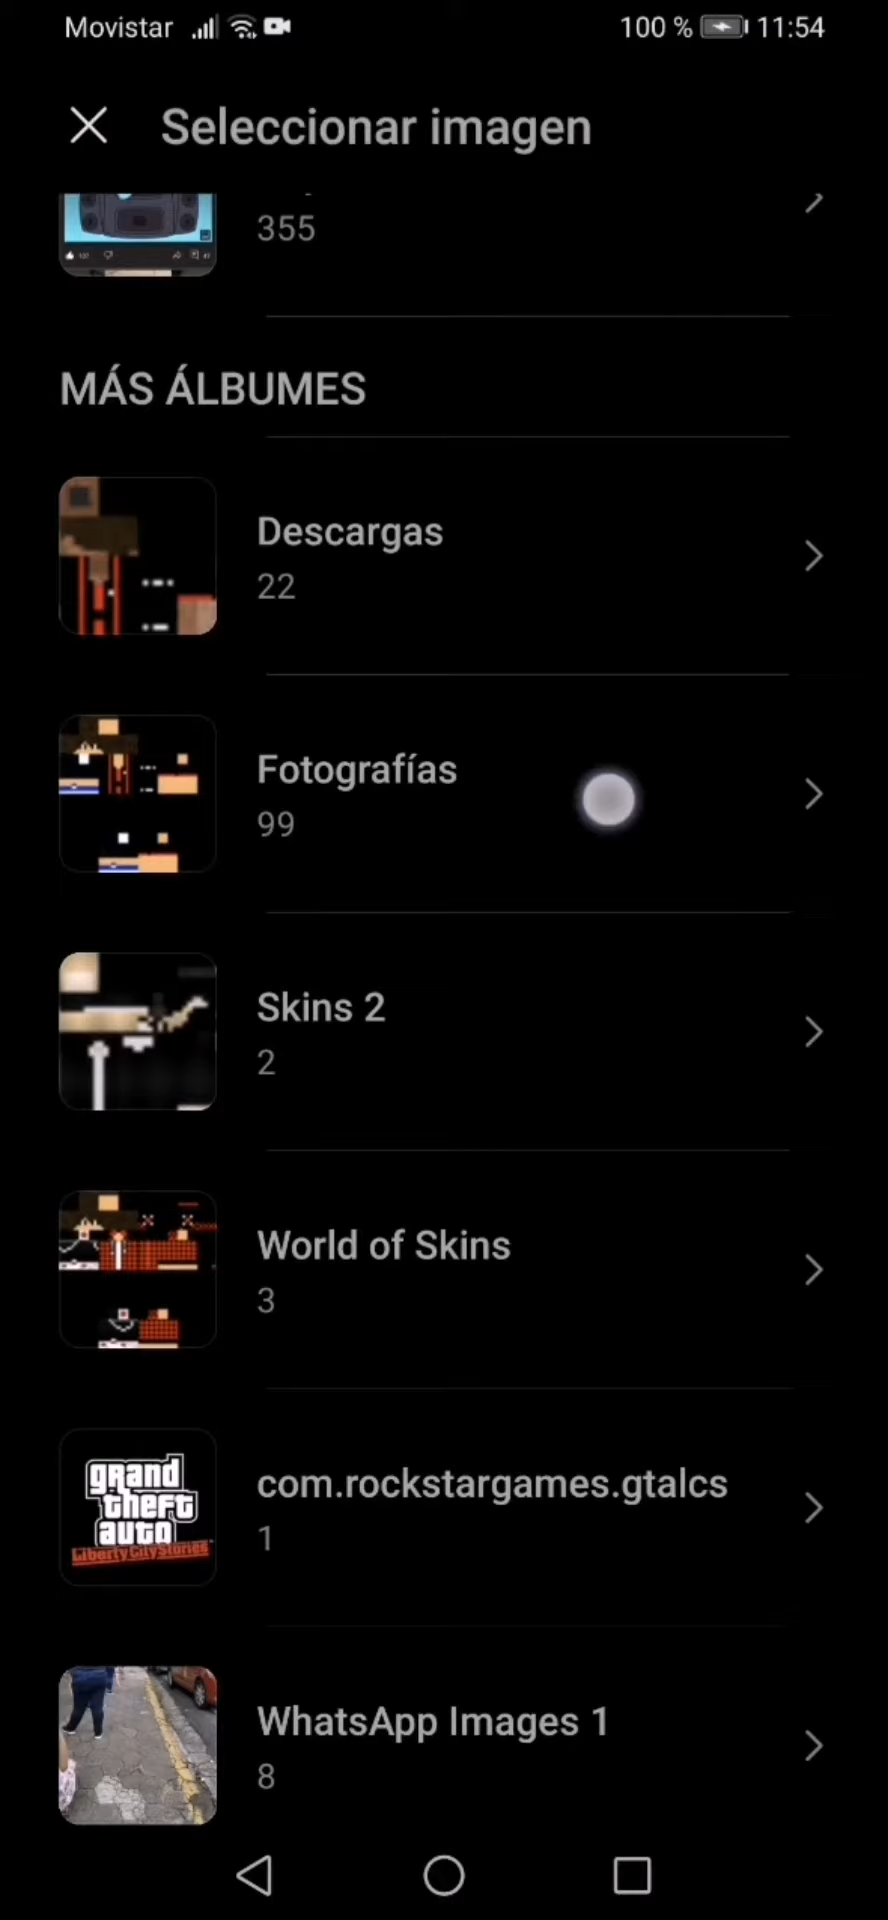 Movistar 100 % 11:54
Seleccionar imagen
355
MÁS ÁLBUMES
Descargas
22
Fotografías
99
Skins 2
2
World of Skins
3
grand
theft
auto
Liberty City Stories
com.rockstargames.gtalcs
1
WhatsApp Images 1
8